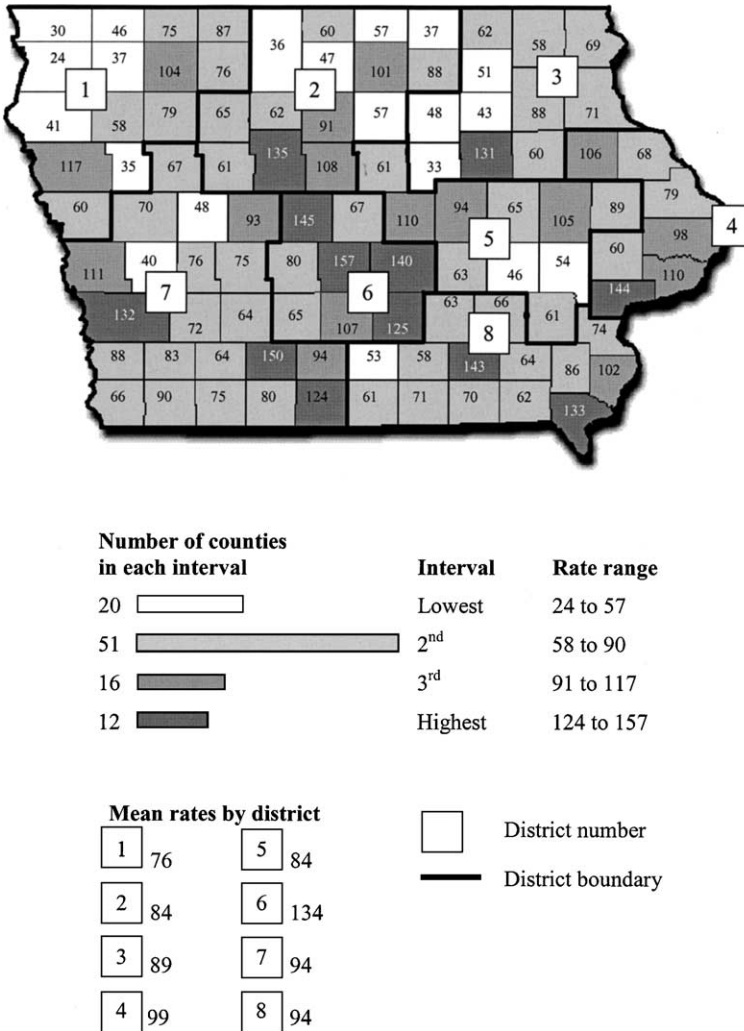 30 46 75 87 60 57 37 62
36 58 69
24 37 104 76 47 101 88 51
1 2 3
41 58 79 65 62 91 57 48 43 88 71
117 35 67 61 135 108 61 33 131 60 106 68
60 70 48 93 145 67 110 94 65 105 89 79
5 98 4
111 40 76 75 80 157 140 63 46 54 60 110
7 6
132 72 64 65 107 125 63 66 61 144 74
8
88 83 64 150 94 53 58 143 64 86 102
66 90 75 80 124 61 71 70 62 133
Number of counties
in each interval Interval Rate range
20 Lowest 24 to 57
51 2nd 58 to 90
16 3rd 91 to 117
12 Highest 124 to 157
Mean rates by district
1 76 5 84 District number
2 84 6 134 District boundary
3 89 7 94
4 99 8 94